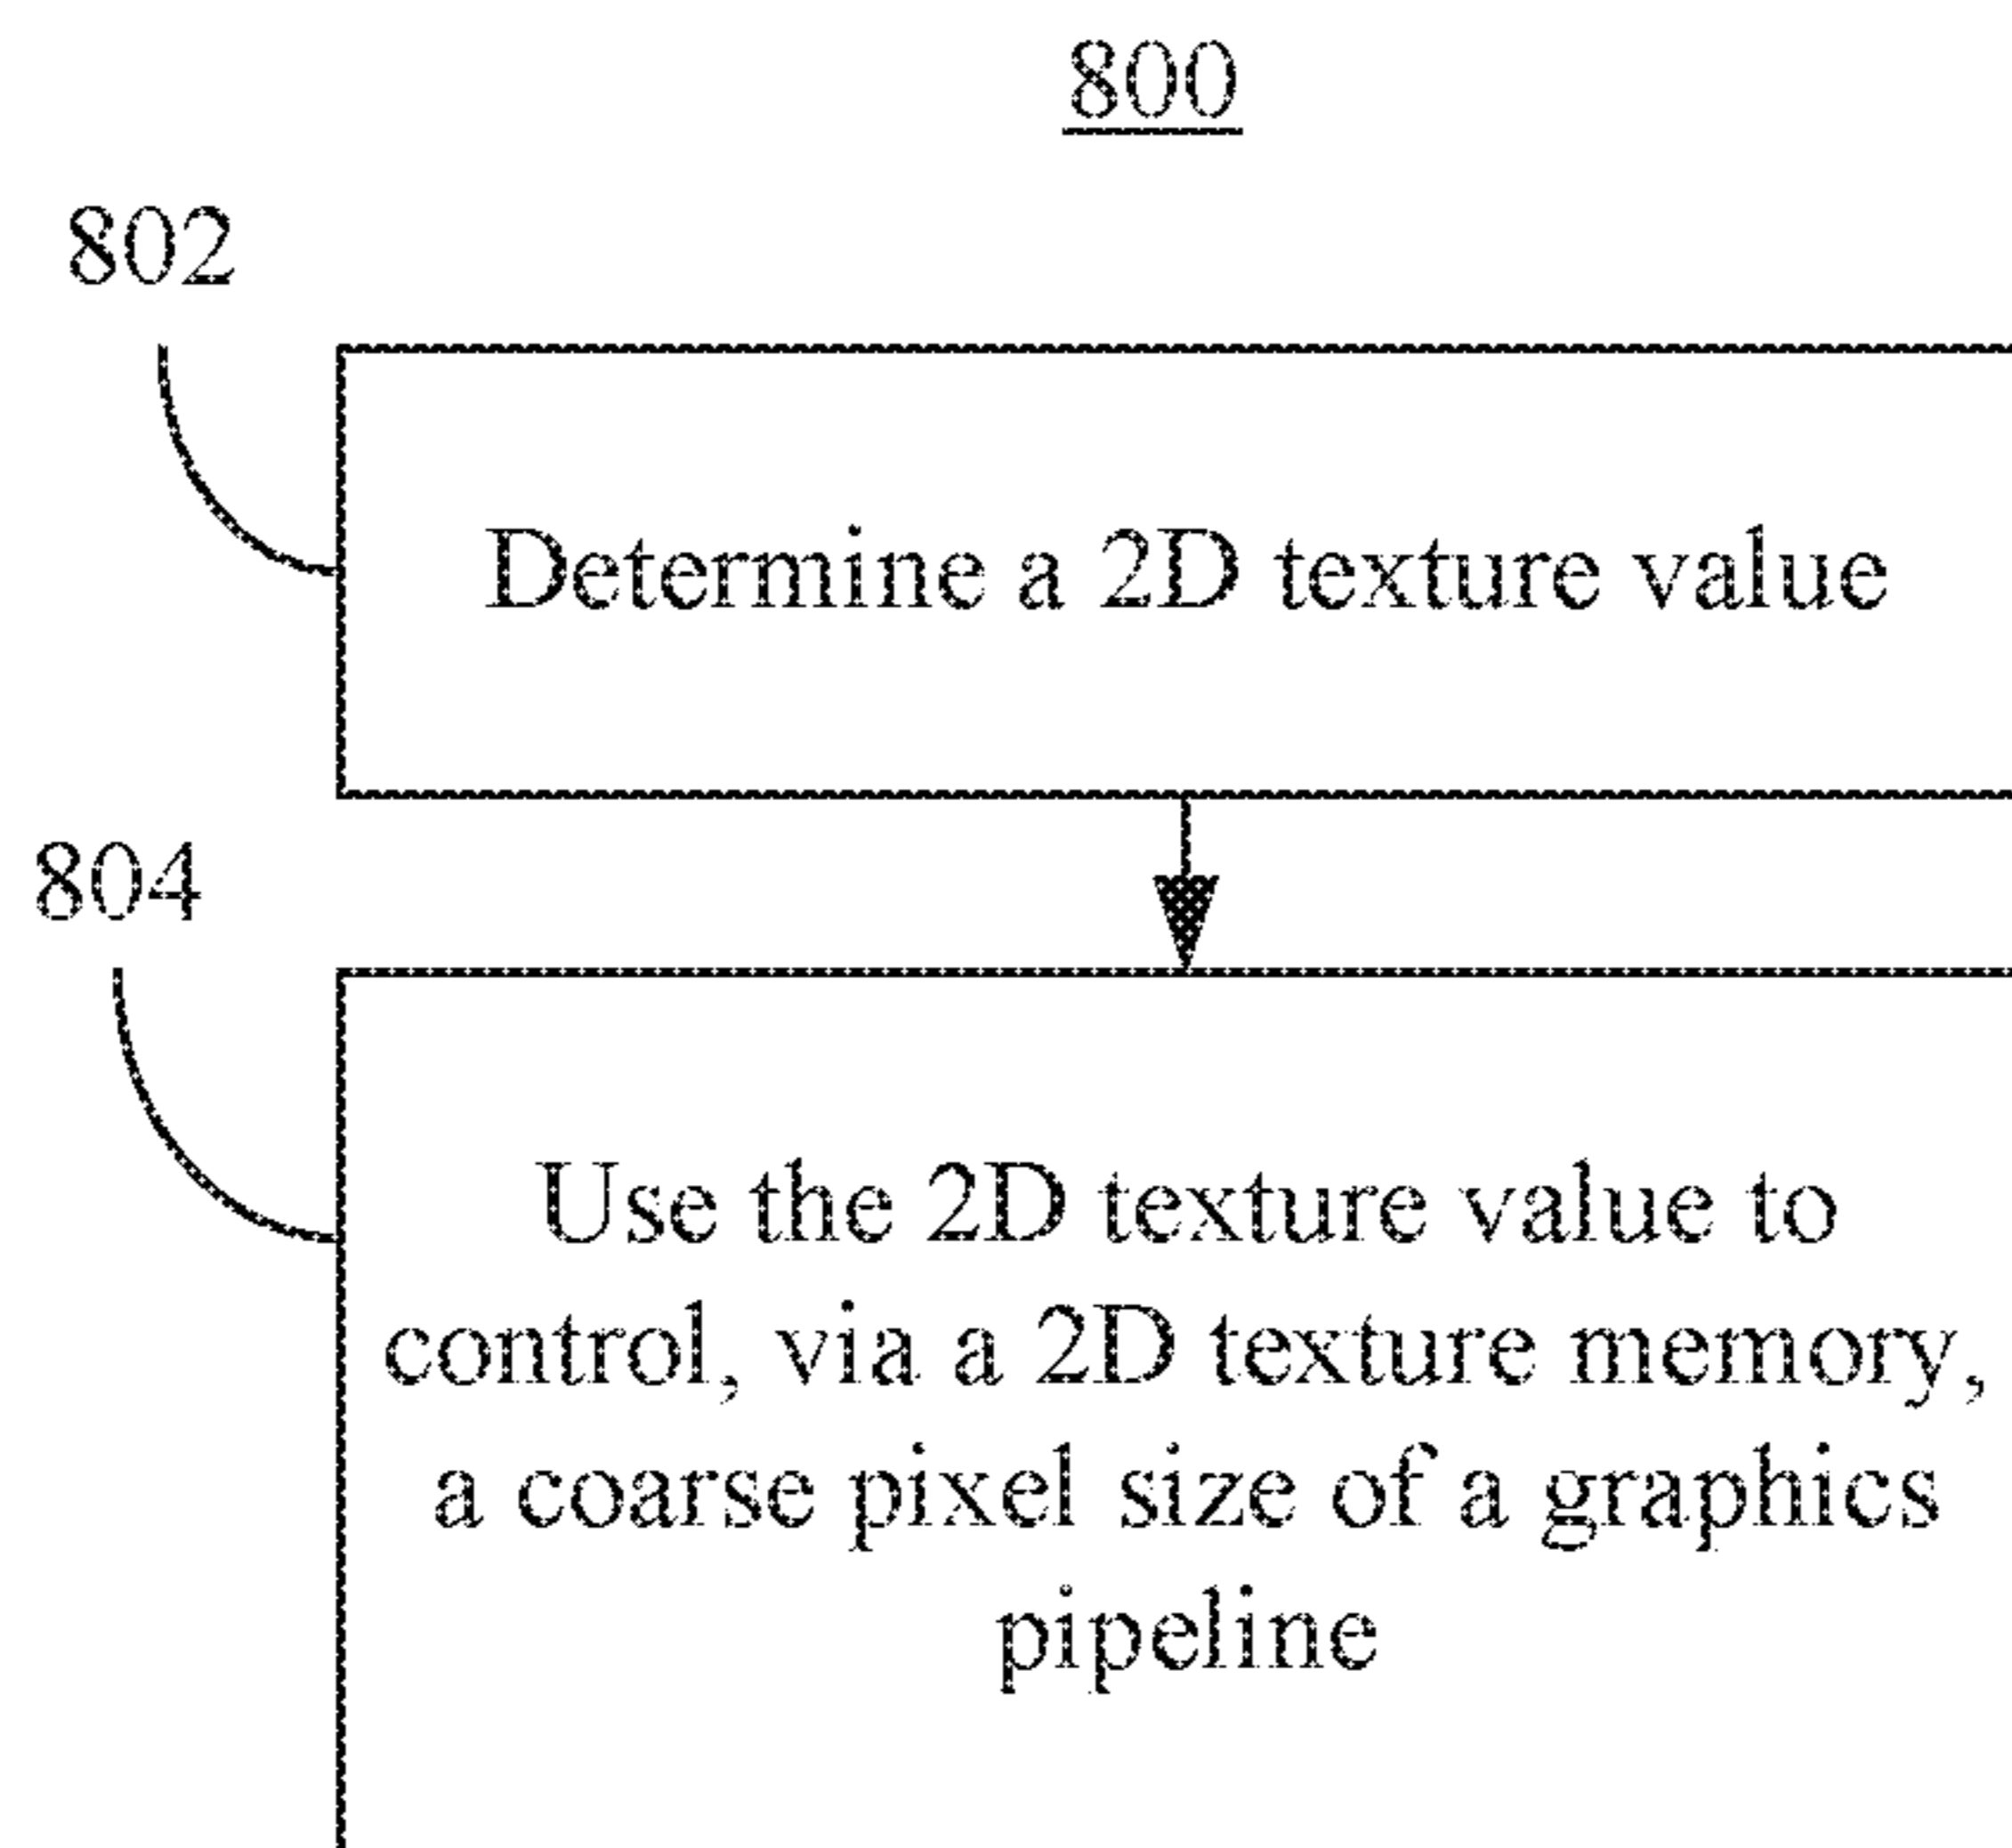 800
802
Determine a 2D texture value
804
Use the 2D texture value to
control, via a 2D texture memory,
a coarse pixel size of a graphics
pipeline